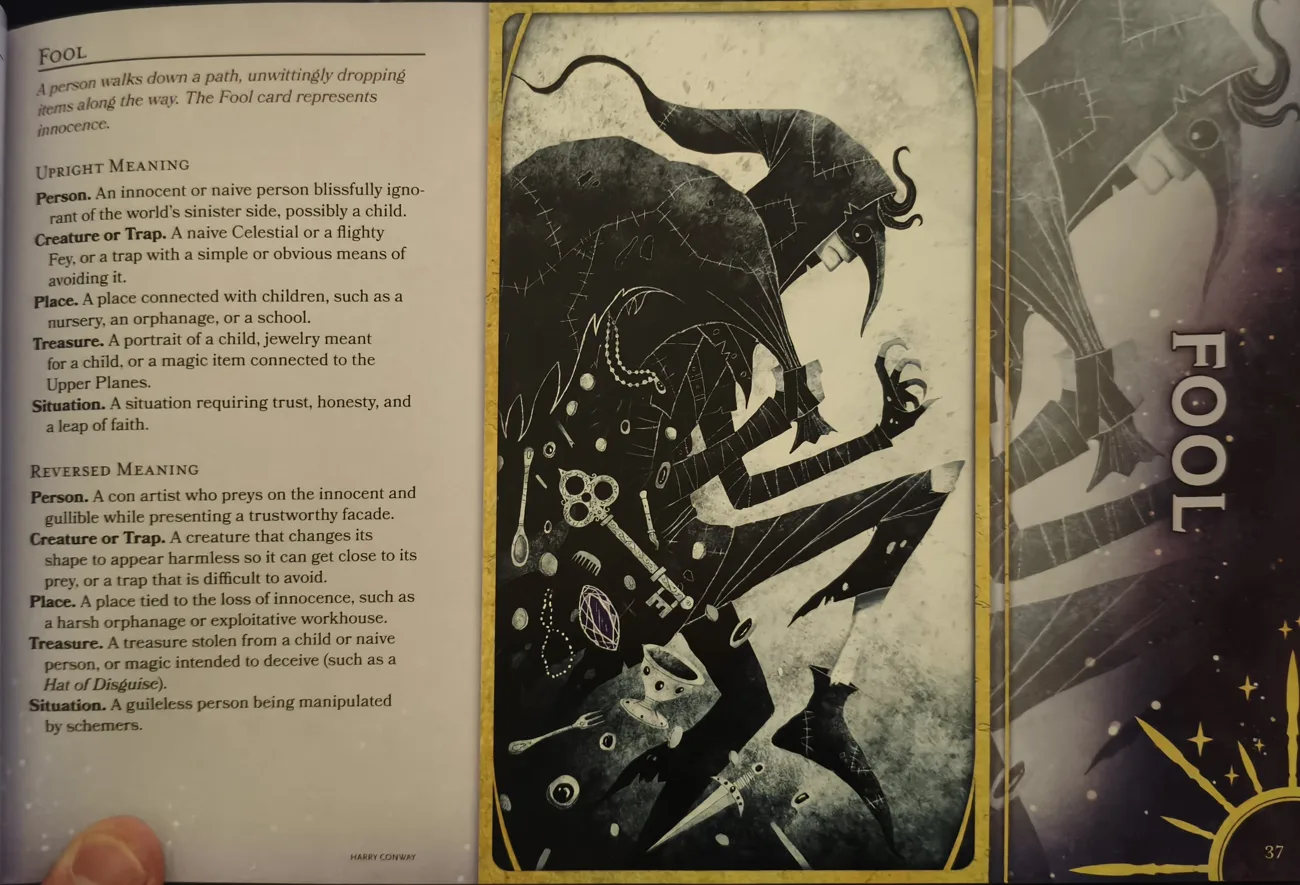 FOOL
A person walks down a path, unwittingly dropping
items along the way. The Fool card represents
innocence.
UPRIGHT MEANING
Person. An innocent or naive person blissfully igno-
rant of the world's sinister side, possibly a child.
Creature or Trap. A naive Celestial or a flighty
Fey, or a trap with a simple or obvious means of
avoiding it.
Place. A place connected with children, such as a
nursery, an orphanage, or a school.
Treasure. A portrait of a child, jewelry meant
for a child, or a magic item connected to the
Upper Planes.
Situation. A situation requiring trust, honesty, and
a leap of faith.
REVERSED MEANING
Person. A con artist who preys on the innocent and
gullible while presenting a trustworthy facade.
Creature or Trap. A creature that changes its
shape to appear harmless so it can get close to its
prey, or a trap that is difficult to avoid.
Place. A place tied to the loss of innocence, such as
a harsh orphanage or exploitative workhouse.
Treasure. A treasure stolen from a child or naive
person, or magic intended to deceive (such as a
Hat of Disguise).
Situation. A guileless person being manipulated
by schemers.
HARRY CONWAY
FOOL
37